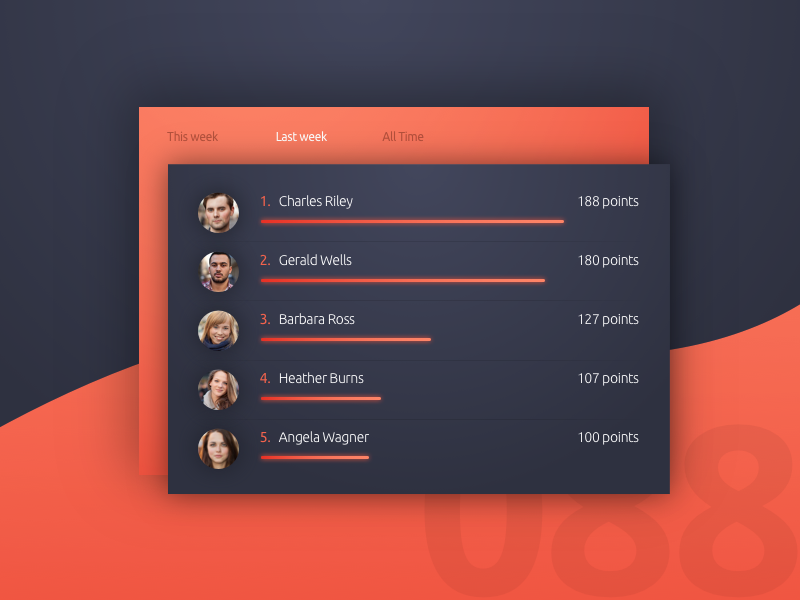 This week Last week All Time
1. Charles Riley 188 points
2. Gerald Wells 180 points
3. Barbara Ross 127 points
4. Heather Burns 107 points
5. Angela Wagner 100 points
088